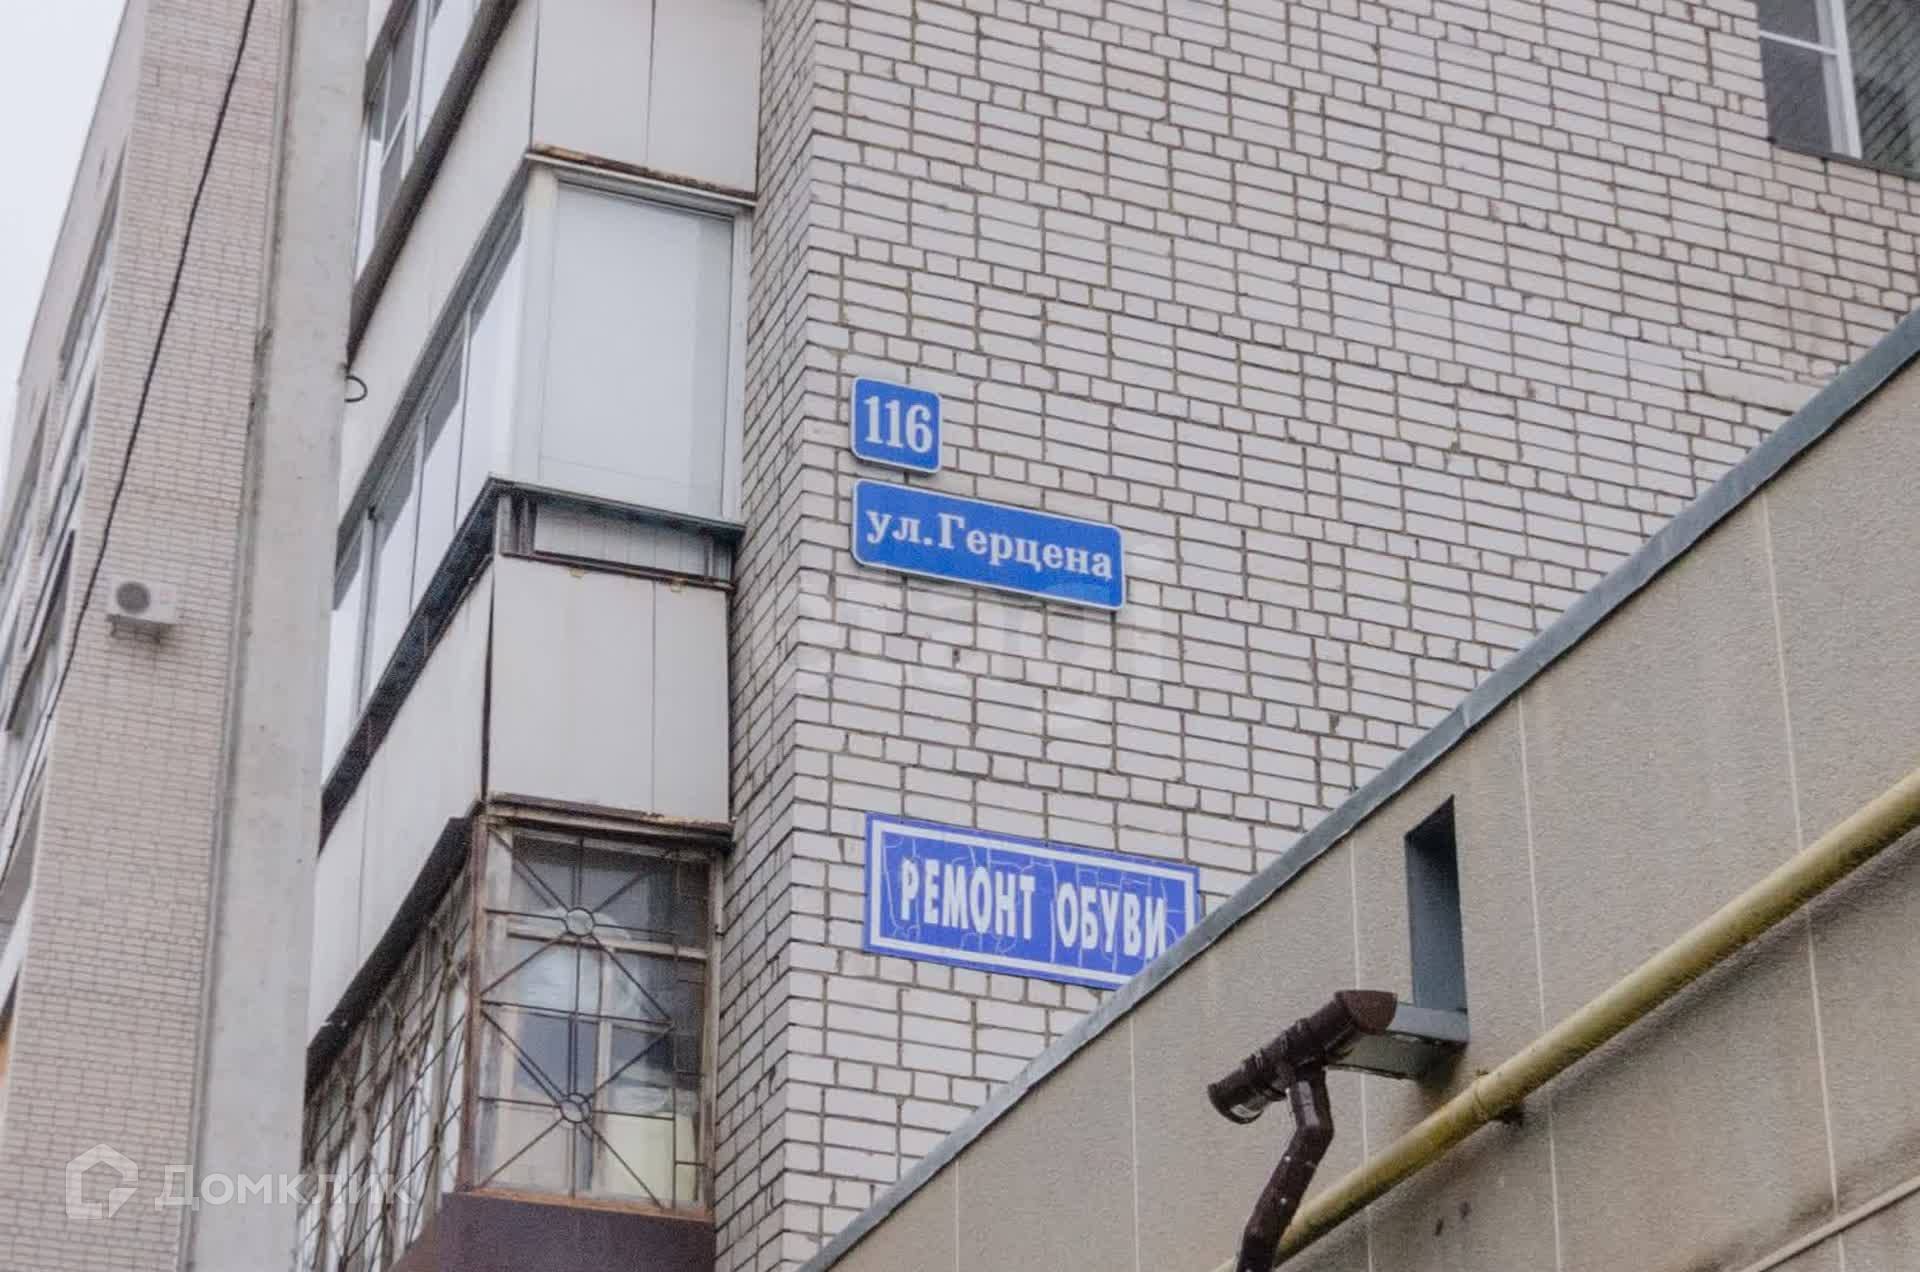 116
ул.Герцена
РЕМОНТ ОБУВИ
Домклик